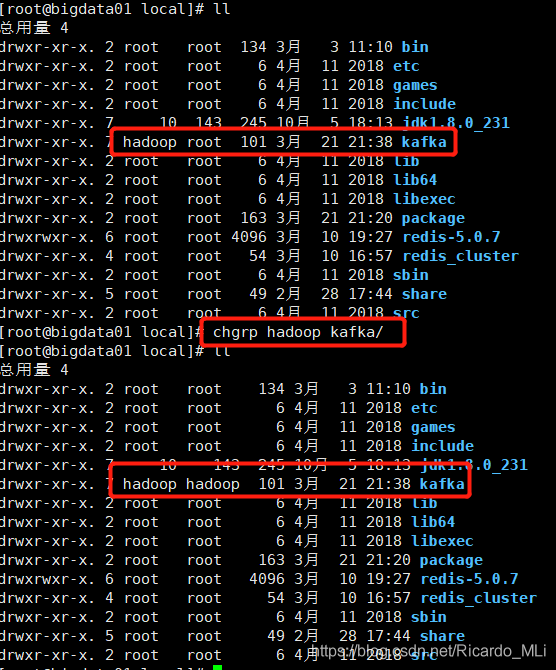 [root@bigdata01 local]# ll
总用量 4
drwxr-xr-x. 2 root   root   134 3月   3 11:10 bin
drwxr-xr-x. 2 root   root     6 4月  11 2018 etc
drwxr-xr-x. 2 root   root     6 4月  11 2018 games
drwxr-xr-x. 2 root   root     6 4月  11 2018 include
drwxr-xr-x. 7     10  143   245 10月  5 18:13 jdk1.8.0_231
drwxr-xr-x. 7 hadoop root   101 3月  21 21:38 kafka
drwxr-xr-x. 2 root   root     6 4月  11 2018 lib
drwxr-xr-x. 2 root   root     6 4月  11 2018 lib64
drwxr-xr-x. 2 root   root     6 4月  11 2018 libexec
drwxr-xr-x. 2 root   root   163 3月  21 21:20 package
drwxrwxr-x. 6 root   root  4096 3月  10 19:27 redis-5.0.7
drwxr-xr-x. 4 root   root    54 3月  10 16:57 redis_cluster
drwxr-xr-x. 2 root   root     6 4月  11 2018 sbin
drwxr-xr-x. 5 root   root    49 2月  28 17:44 share
drwxr-xr-x. 2 root   root     6 4月  11 2018 src
[root@bigdata01 local]# chgrp hadoop kafka/
[root@bigdata01 local]# ll
总用量 4
drwxr-xr-x. 2 root   root     134 3月   3 11:10 bin
drwxr-xr-x. 2 root   root       6 4月  11 2018 etc
drwxr-xr-x. 2 root   root       6 4月  11 2018 games
drwxr-xr-x. 2 root   root       6 4月  11 2018 include
drwxr-xr-x. 7     10    143   245 10月  5 18:13 jdk1.8.0_231
drwxr-xr-x. 7 hadoop hadoop   101 3月  21 21:38 kafka
drwxr-xr-x. 2 root   root       6 4月  11 2018 lib
drwxr-xr-x. 2 root   root       6 4月  11 2018 lib64
drwxr-xr-x. 2 root   root       6 4月  11 2018 libexec
drwxr-xr-x. 2 root   root     163 3月  21 21:20 package
drwxrwxr-x. 6 root   root    4096 3月  10 19:27 redis-5.0.7
drwxr-xr-x. 4 root   root      54 3月  10 16:57 redis_cluster
drwxr-xr-x. 2 root   root       6 4月  11 2018 sbin
drwxr-xr-x. 5 root   root      49 2月  28 17:44 share
drwxr-xr-x. 2 root   root       6 4月  11 2018 src
https://blog.csdn.net/Ricardo_MLi